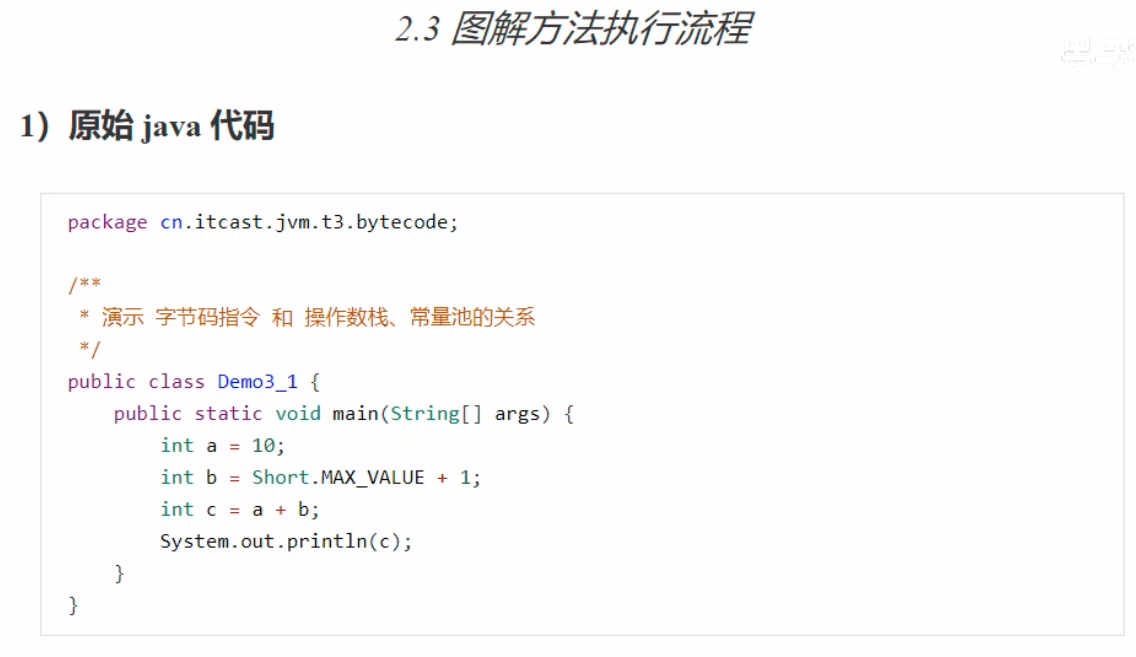 2.3 图解方法执行流程
1）原始 java 代码
package cn.itcast.jvm.t3.bytecode;
/**
 * 演示 字节码指令 和 操作数栈、常量池的关系
 */
public class Demo3_1 {
    public static void main(String[] args) {
        int a = 10;
        int b = Short.MAX_VALUE + 1;
        int c = a + b;
        System.out.println(c);
    }
}